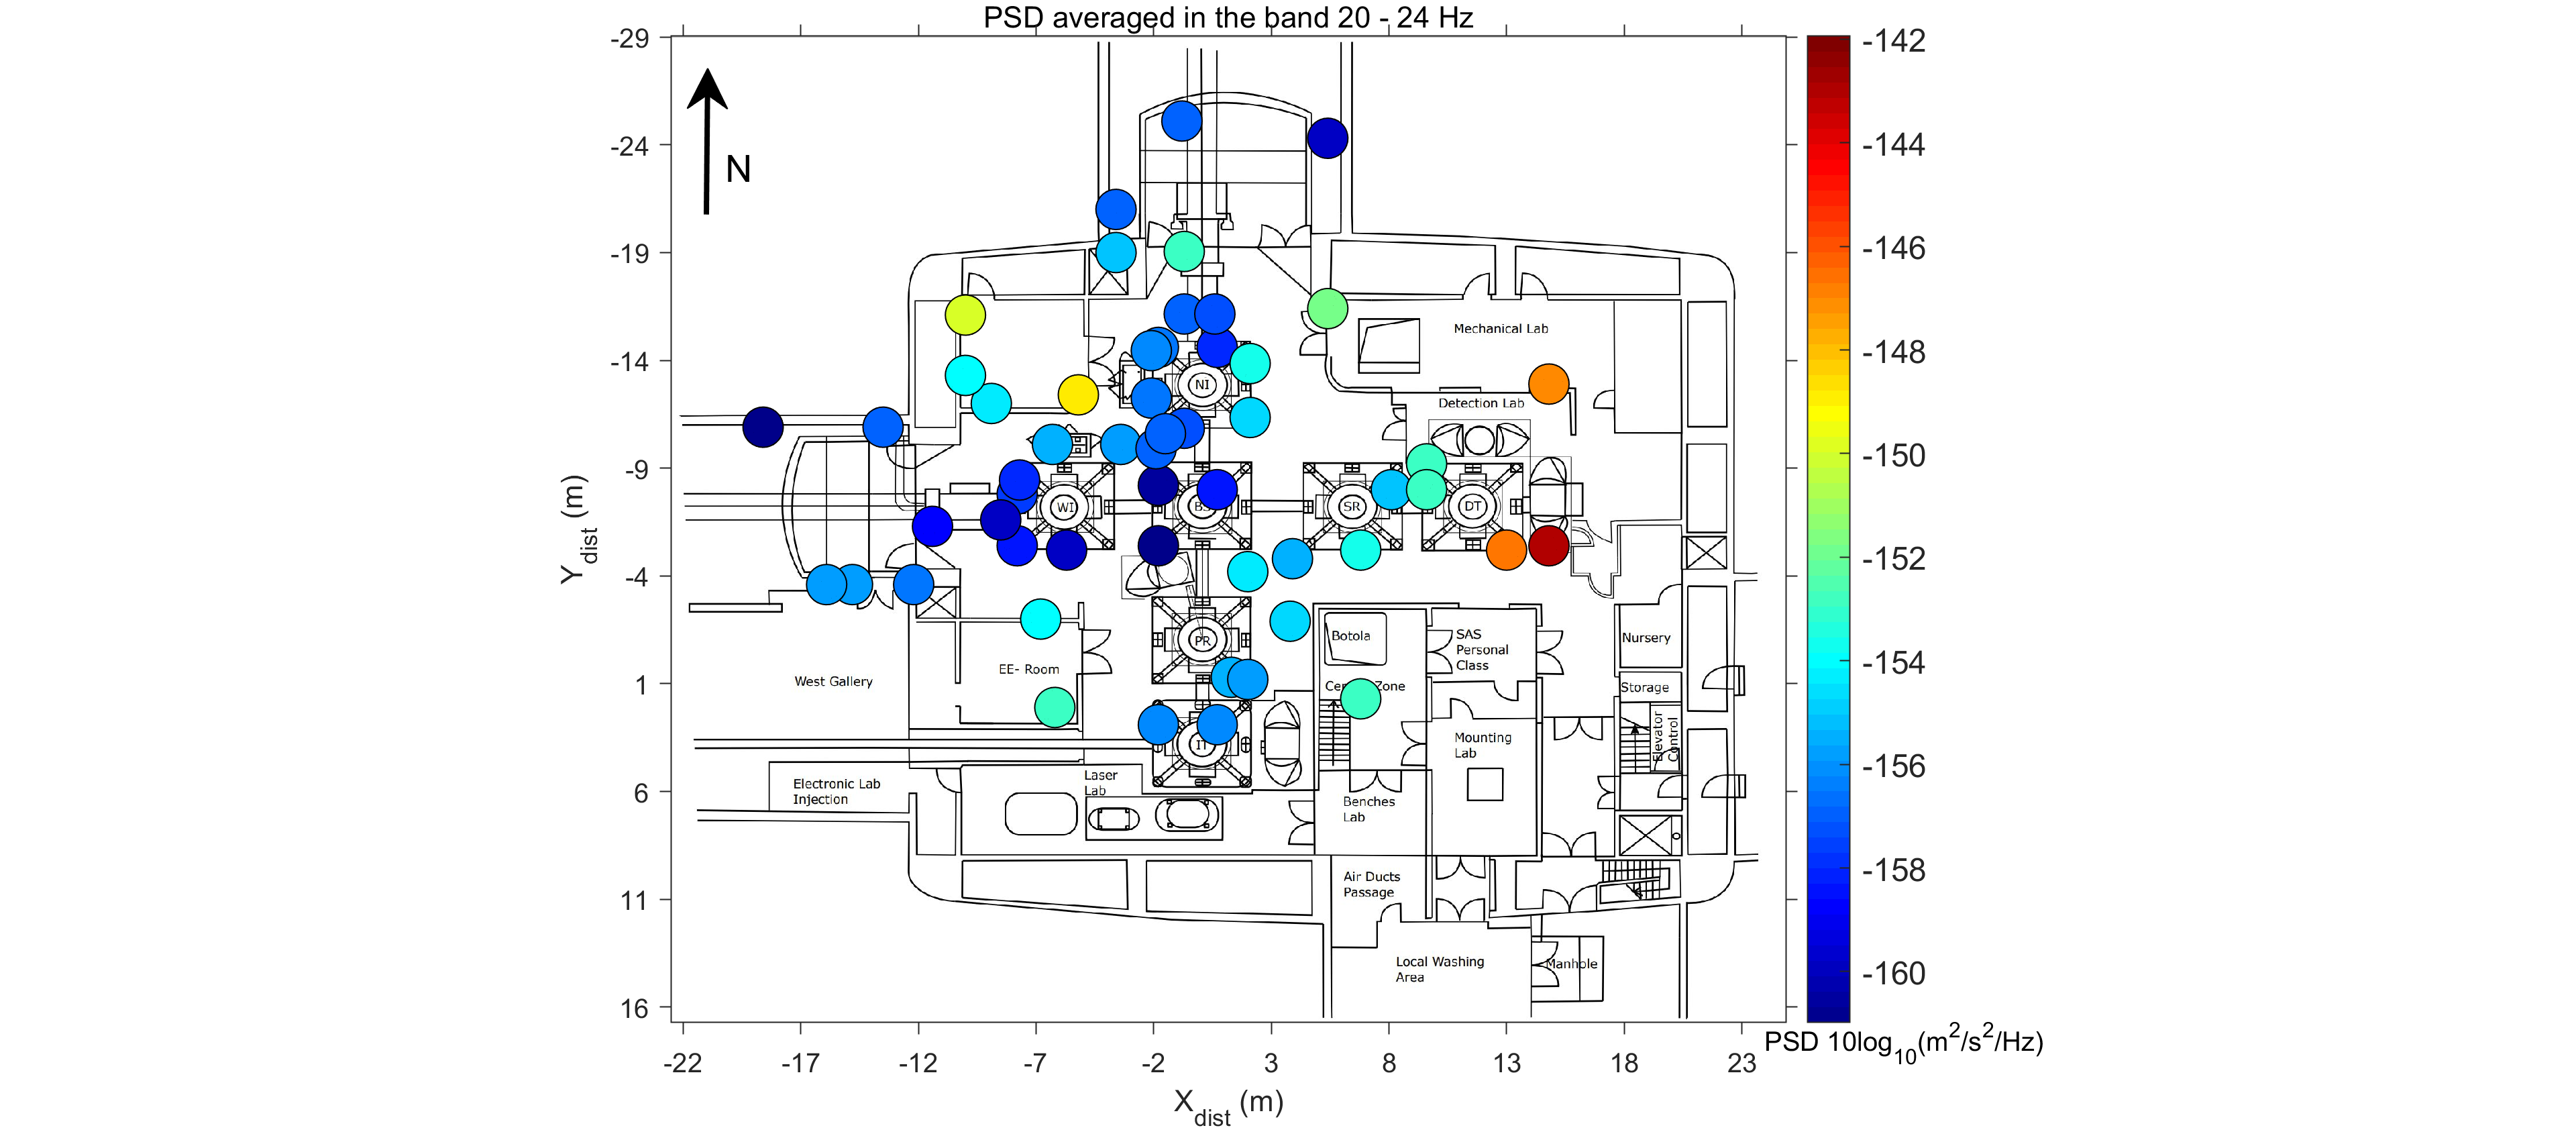 PSD averaged in the band 20 - 24 Hz
-29
-24
-19
-14
-9
-4
1
6
11
16
Y_dist (m)
N
-142
-144
-146
-148
-150
-152
-154
-156
-158
-160
PSD 10log_10(m^2/s^2/Hz)
Mechanical Lab
Detection Lab
NI
WI
SR
DT
PR
Botola
SAS
Personal
Class
Nursery
EE- Room
West Gallery
Zone
Storage
Elevator
Control
Mounting
Lab
Electronic Lab
Injection
Laser
Lab
Benches
Lab
Air Ducts
Passage
Local Washing
Area
Manhole
-22
-17
-12
-7
-2
3
8
13
18
23
X_dist (m)